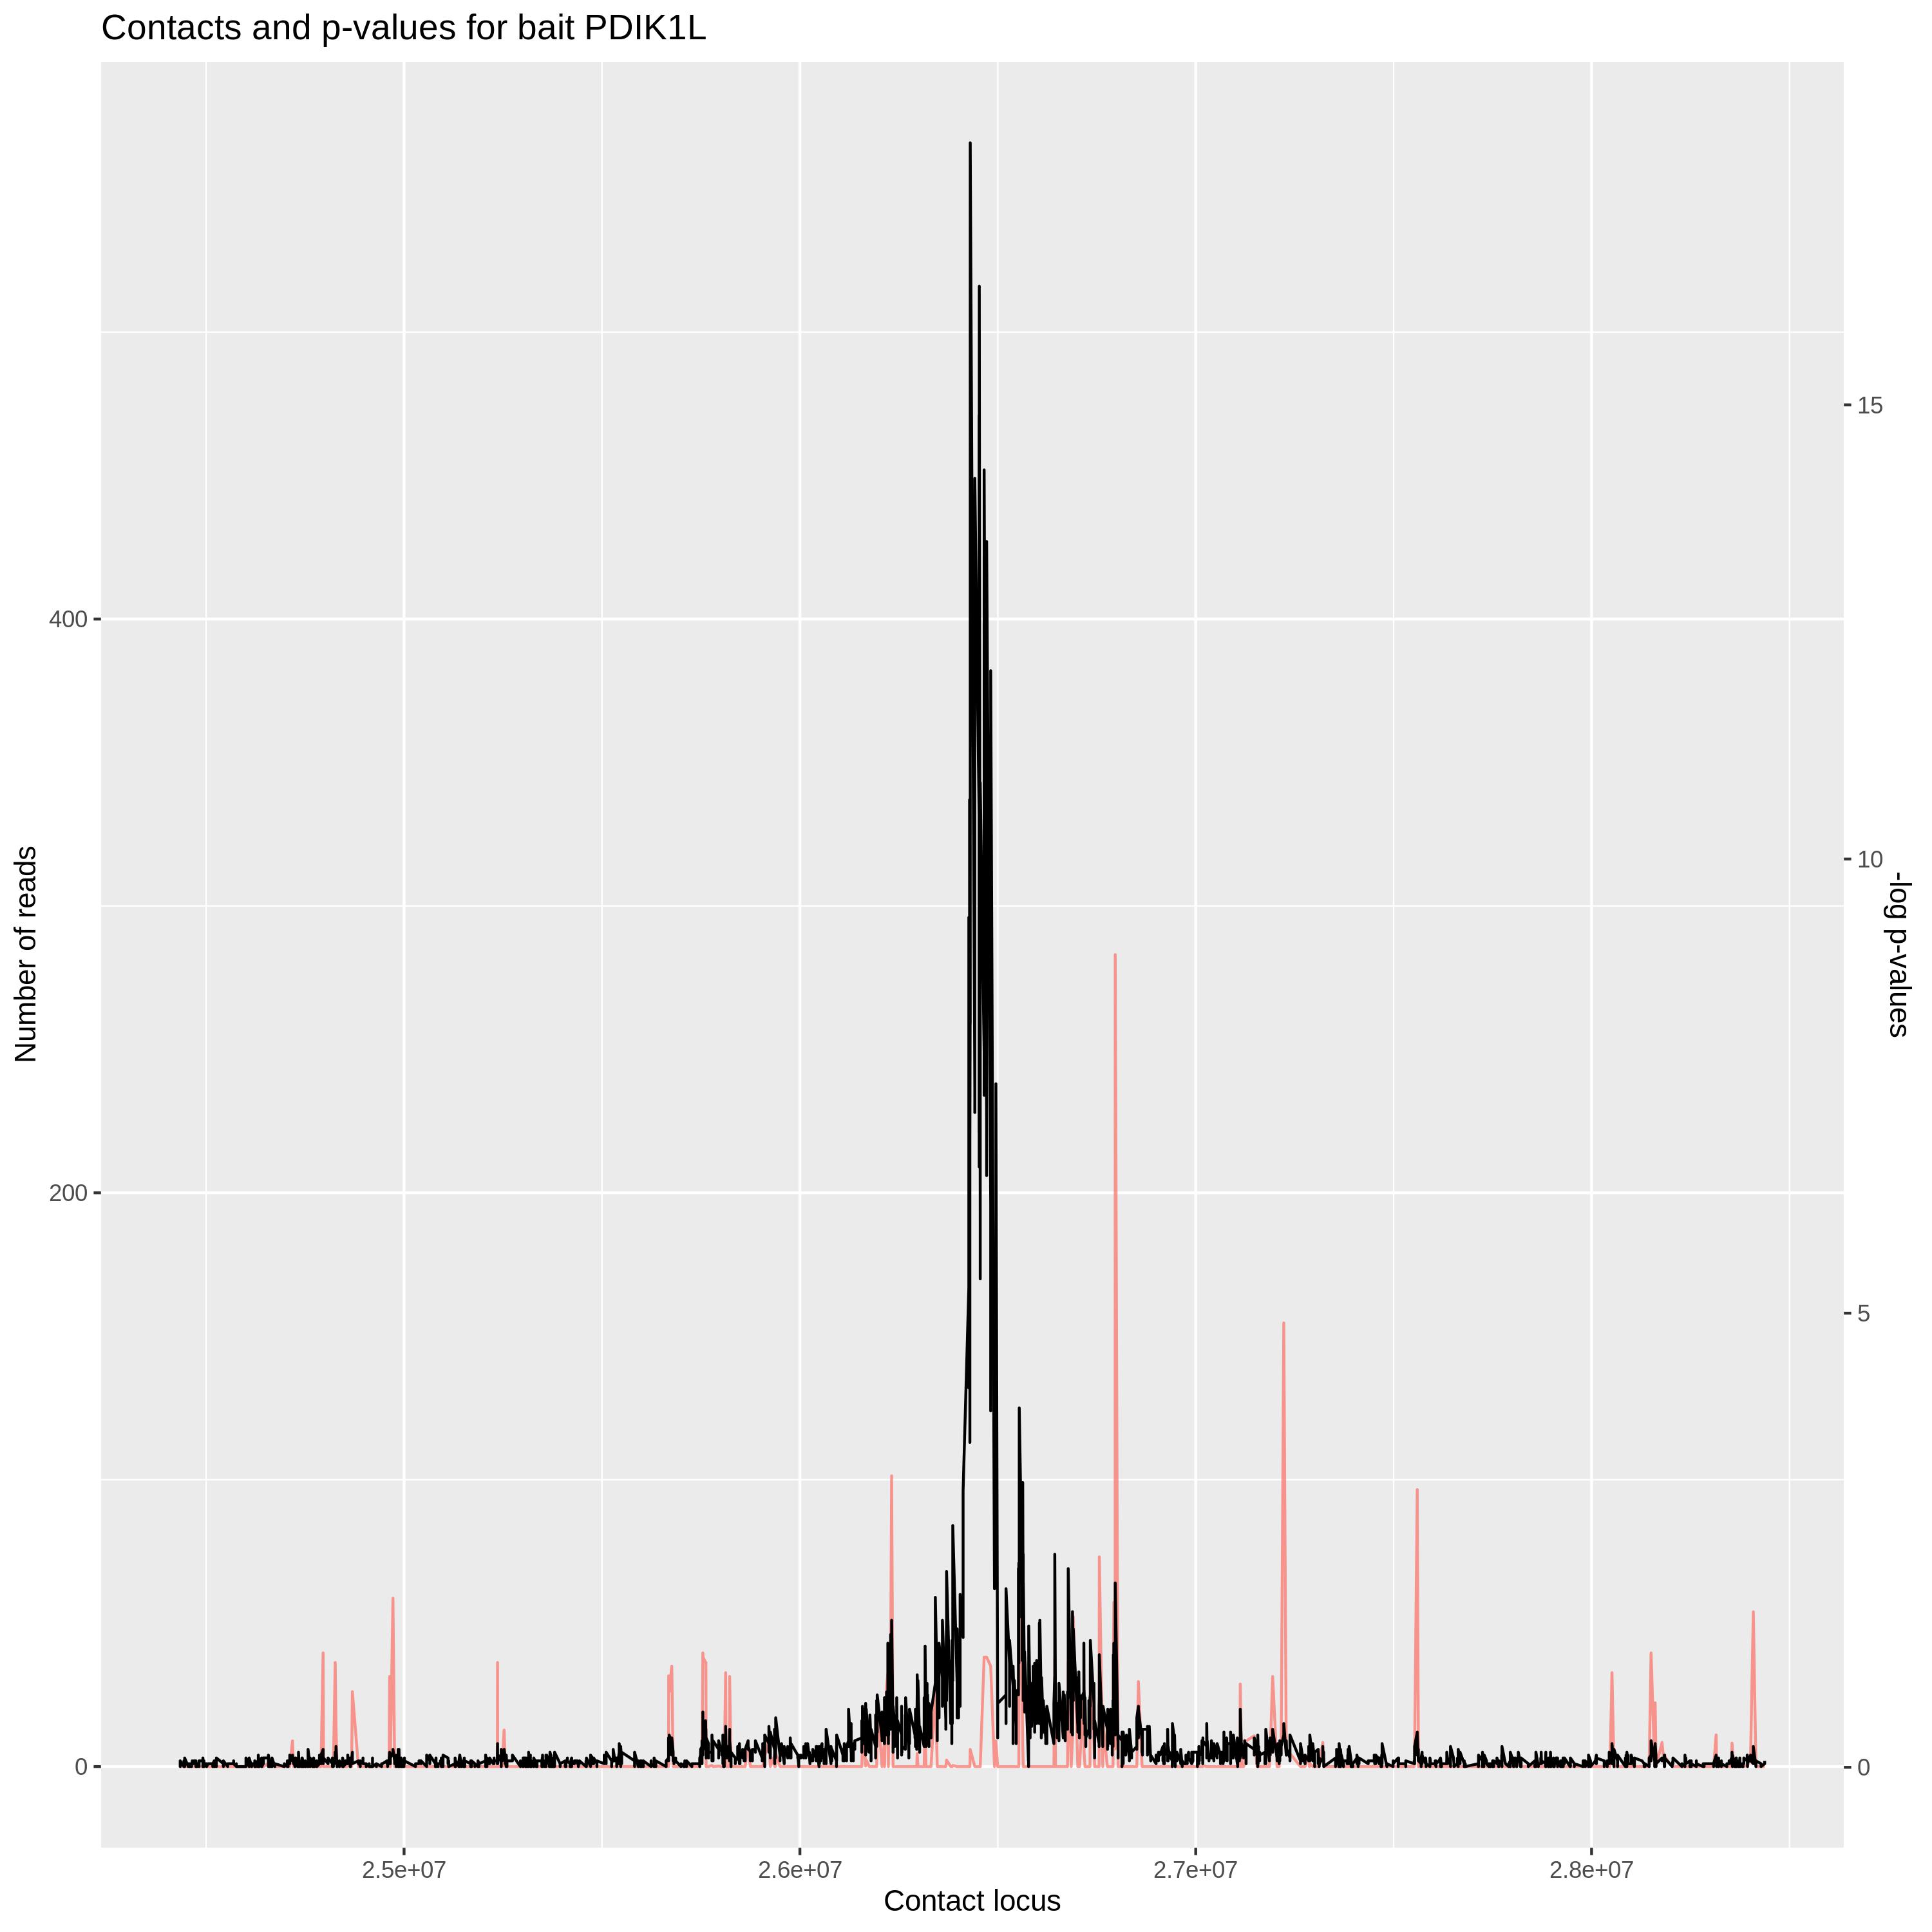 Contacts and p-values for bait PDIK1L
Number of reads
400
200
0
15
10
5
0
-log p-values
2.5e+07
2.6e+07
2.7e+07
2.8e+07
Contact locus